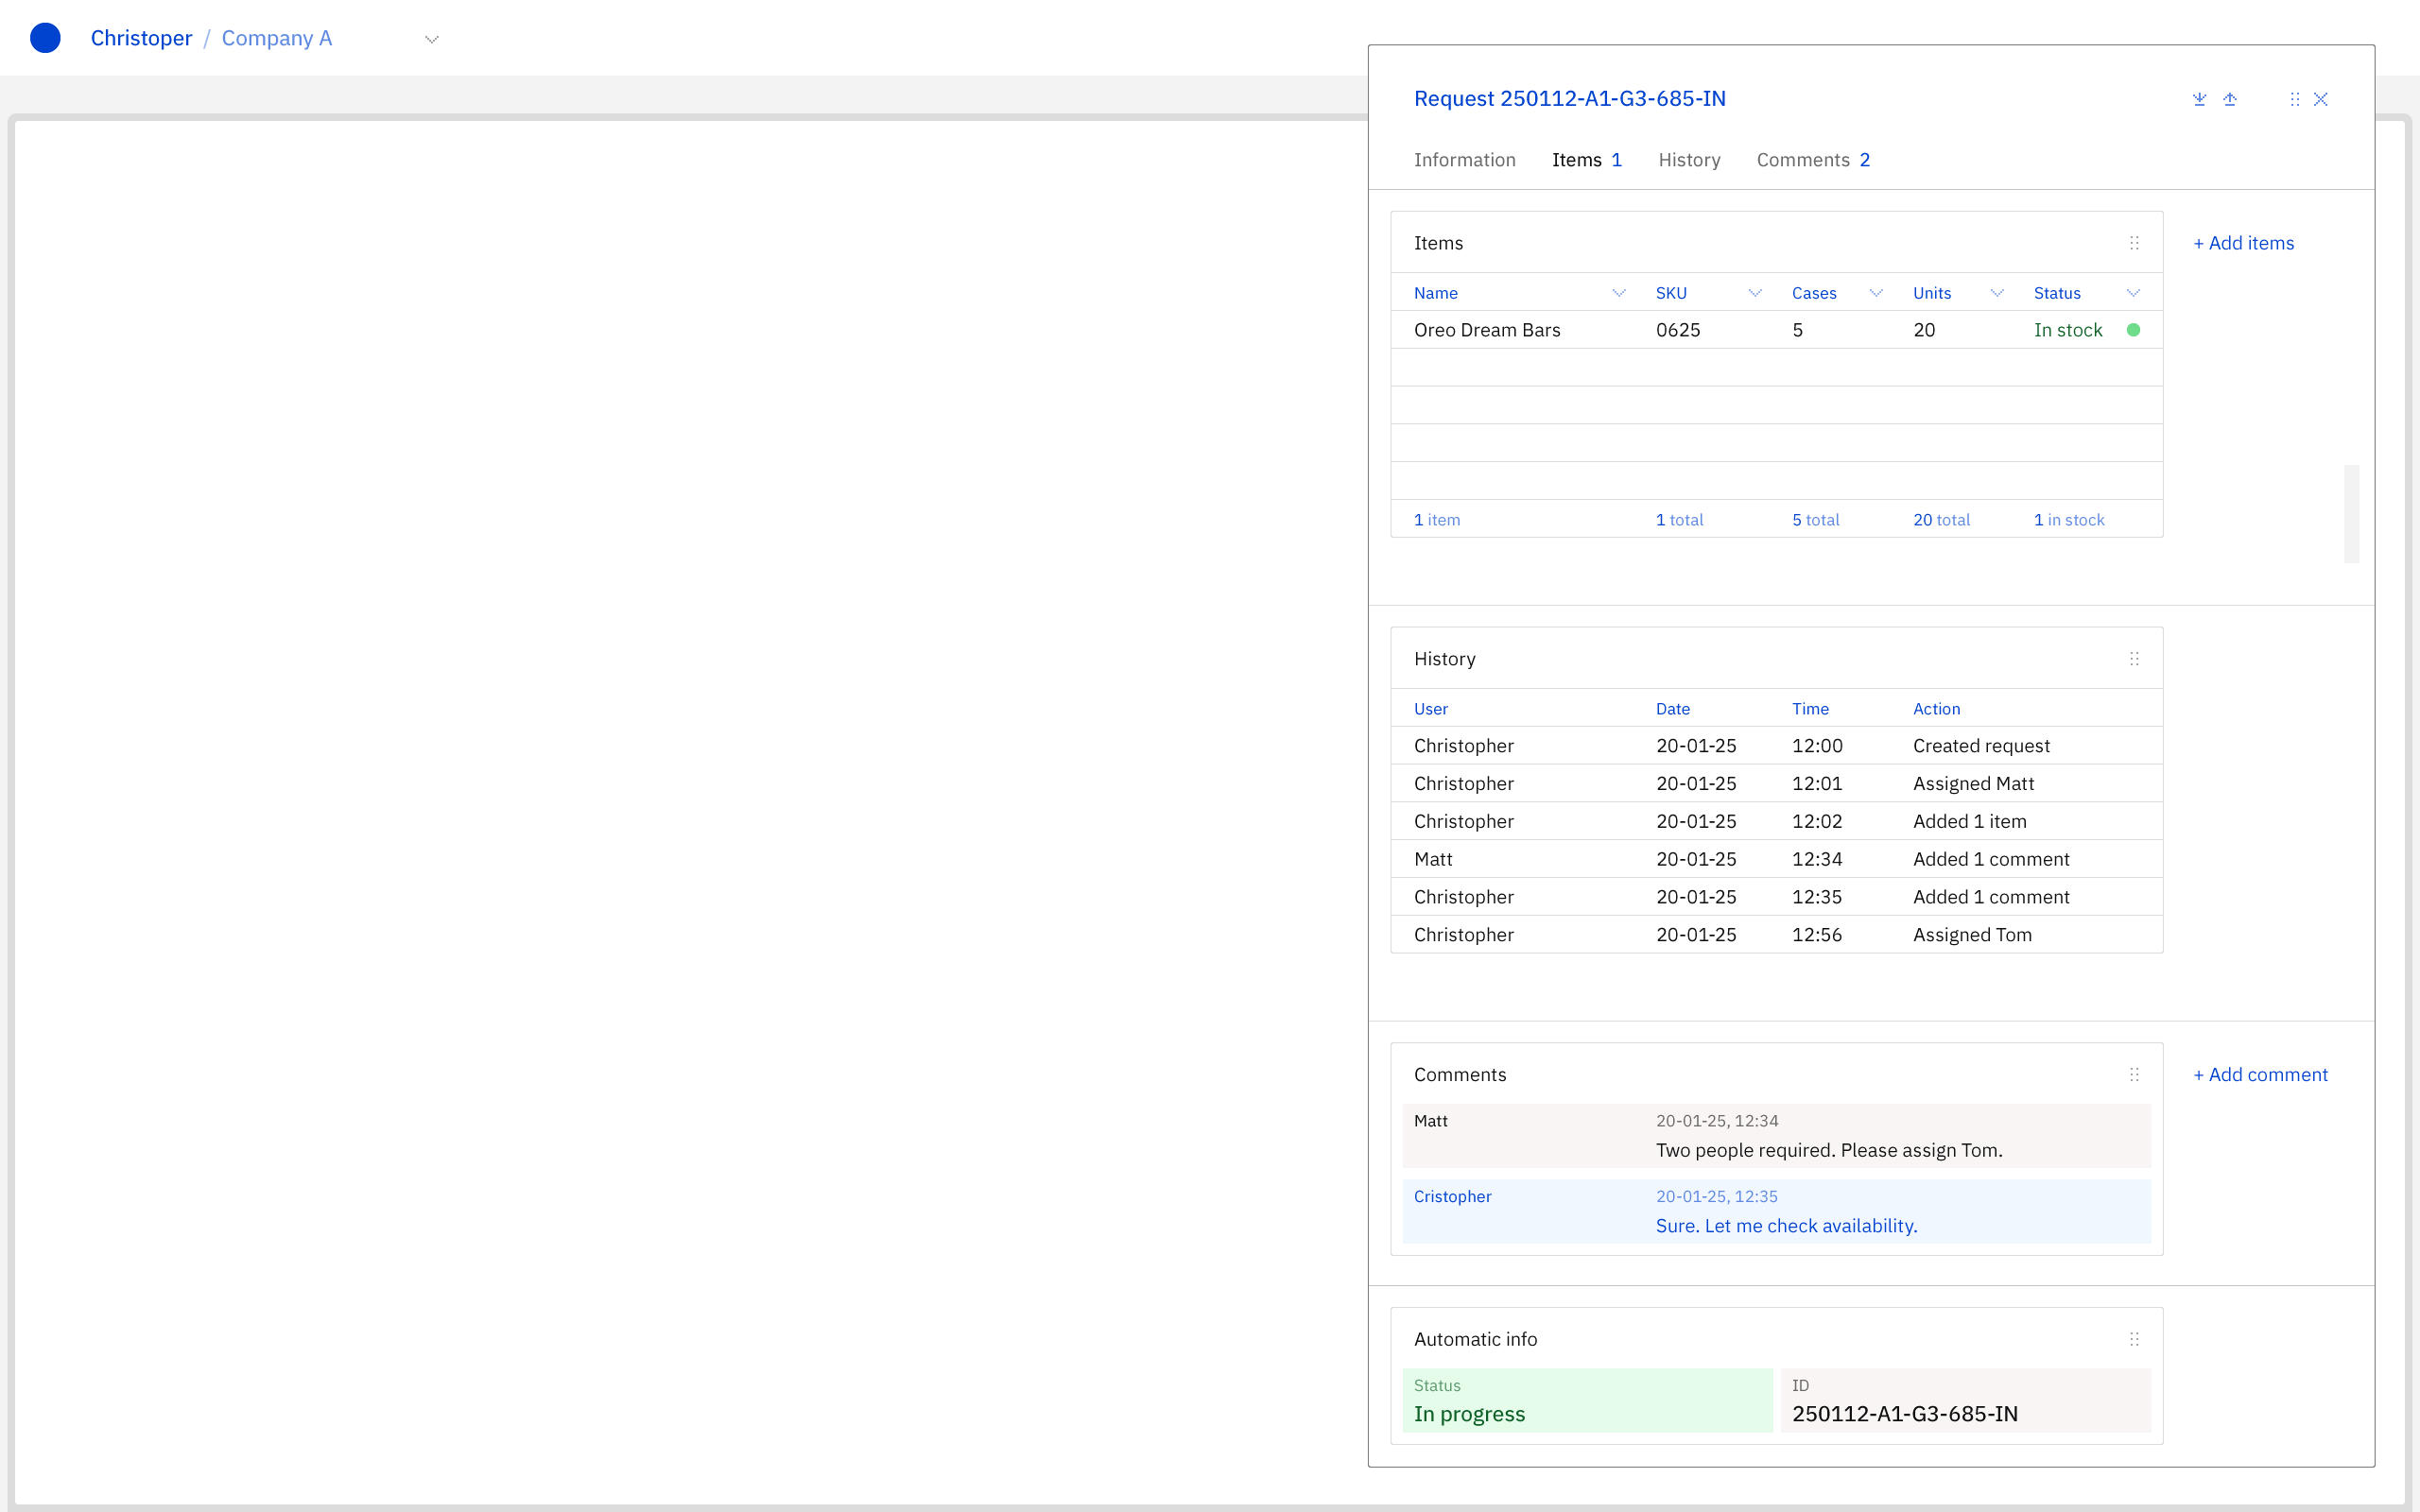 Christoper / Company A
Request 250112-A1-G3-685-IN
Information Items 1 History Comments 2
Items
+ Add items
Name SKU Cases Units Status
Oreo Dream Bars 0625 5 20 In stock
1 item 1 total 5 total 20 total 1 in stock
History
User Date Time Action
Christopher 20-01-25 12:00 Created request
Christopher 20-01-25 12:01 Assigned Matt
Christopher 20-01-25 12:02 Added 1 item
Matt 20-01-25 12:34 Added 1 comment
Christopher 20-01-25 12:35 Added 1 comment
Christopher 20-01-25 12:56 Assigned Tom
Comments
+ Add comment
Matt 20-01-25, 12:34
Two people required. Please assign Tom.
Cristopher 20-01-25, 12:35
Sure. Let me check availability.
Automatic info
Status ID
In progress 250112-A1-G3-685-IN